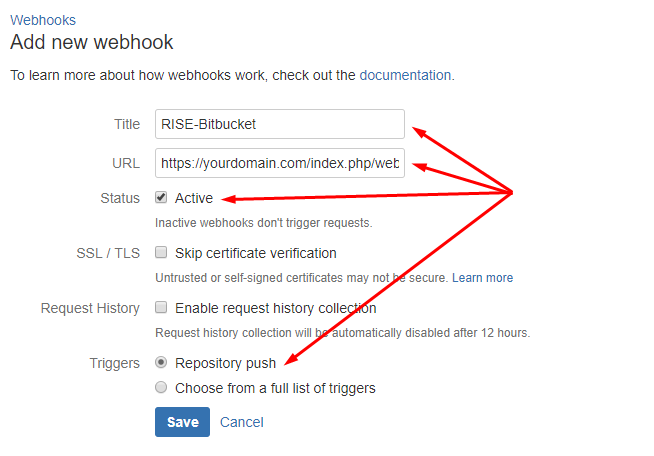 Webhooks
Add new webhook
To learn more about how webhooks work, check out the documentation.
Title RISE-Bitbucket
URL https://yourdomain.com/index.php/web
Status Active
Inactive webhooks don't trigger requests.
SSL / TLS Skip certificate verification
Untrusted or self-signed certificates may not be secure. Learn more
Request History Enable request history collection
Request history collection will be automatically disabled after 12 hours.
Triggers Repository push
Choose from a full list of triggers
Save Cancel